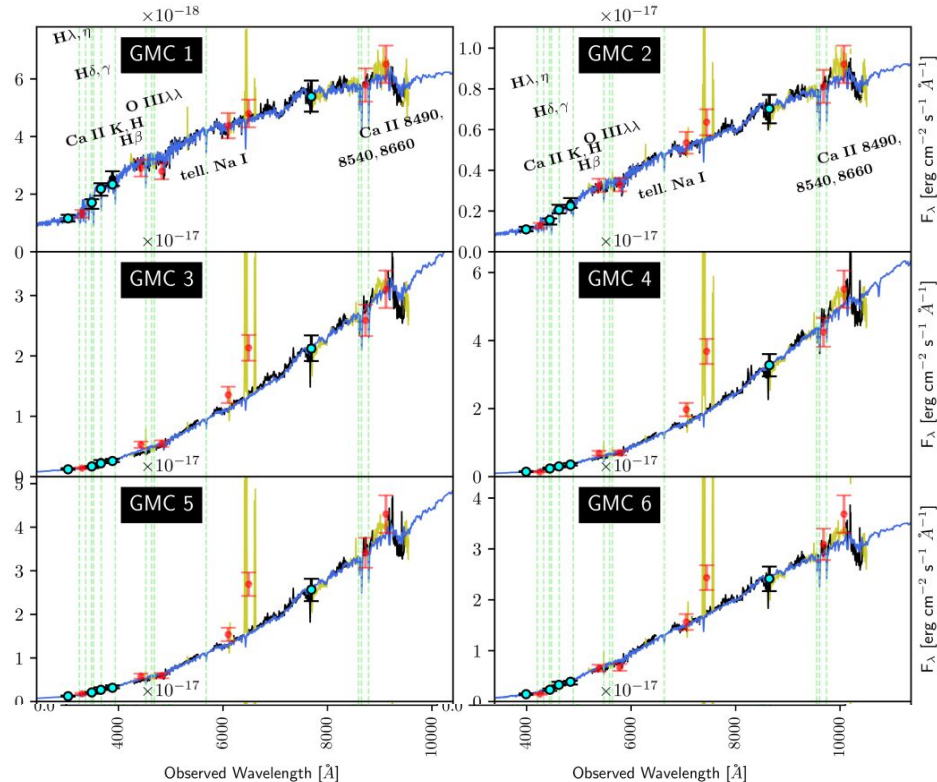 ×10⁻¹⁸
×10⁻¹⁷
GMC 1
Hλ, η
Hδ, γ
O IIIλλ
Ca II K, H
Hβ
tell. Na I
Ca II 8490,
8540, 8660
6
4
2
0
GMC 2
Hλ, η
Hδ, γ
O IIIλλ
Ca II K, H
Hβ
tell. Na I
Ca II 8490,
8540, 8660
1.0
0.8
0.6
0.4
0.2
0.0
F_λ [erg cm⁻² s⁻¹ Å⁻¹]
×10⁻¹⁷
×10⁻¹⁷
GMC 3
3
2
1
0
GMC 4
6
4
2
0
F_λ [erg cm⁻² s⁻¹ Å⁻¹]
×10⁻¹⁷
×10⁻¹⁷
GMC 5
5
4
3
2
1
0
GMC 6
4
3
2
1
0
F_λ [erg cm⁻² s⁻¹ Å⁻¹]
×10⁻¹⁷
×10⁻¹⁷
0.0
0.0
4000
6000
8000
10000
4000
6000
8000
10000
Observed Wavelength [Å]
Observed Wavelength [Å]